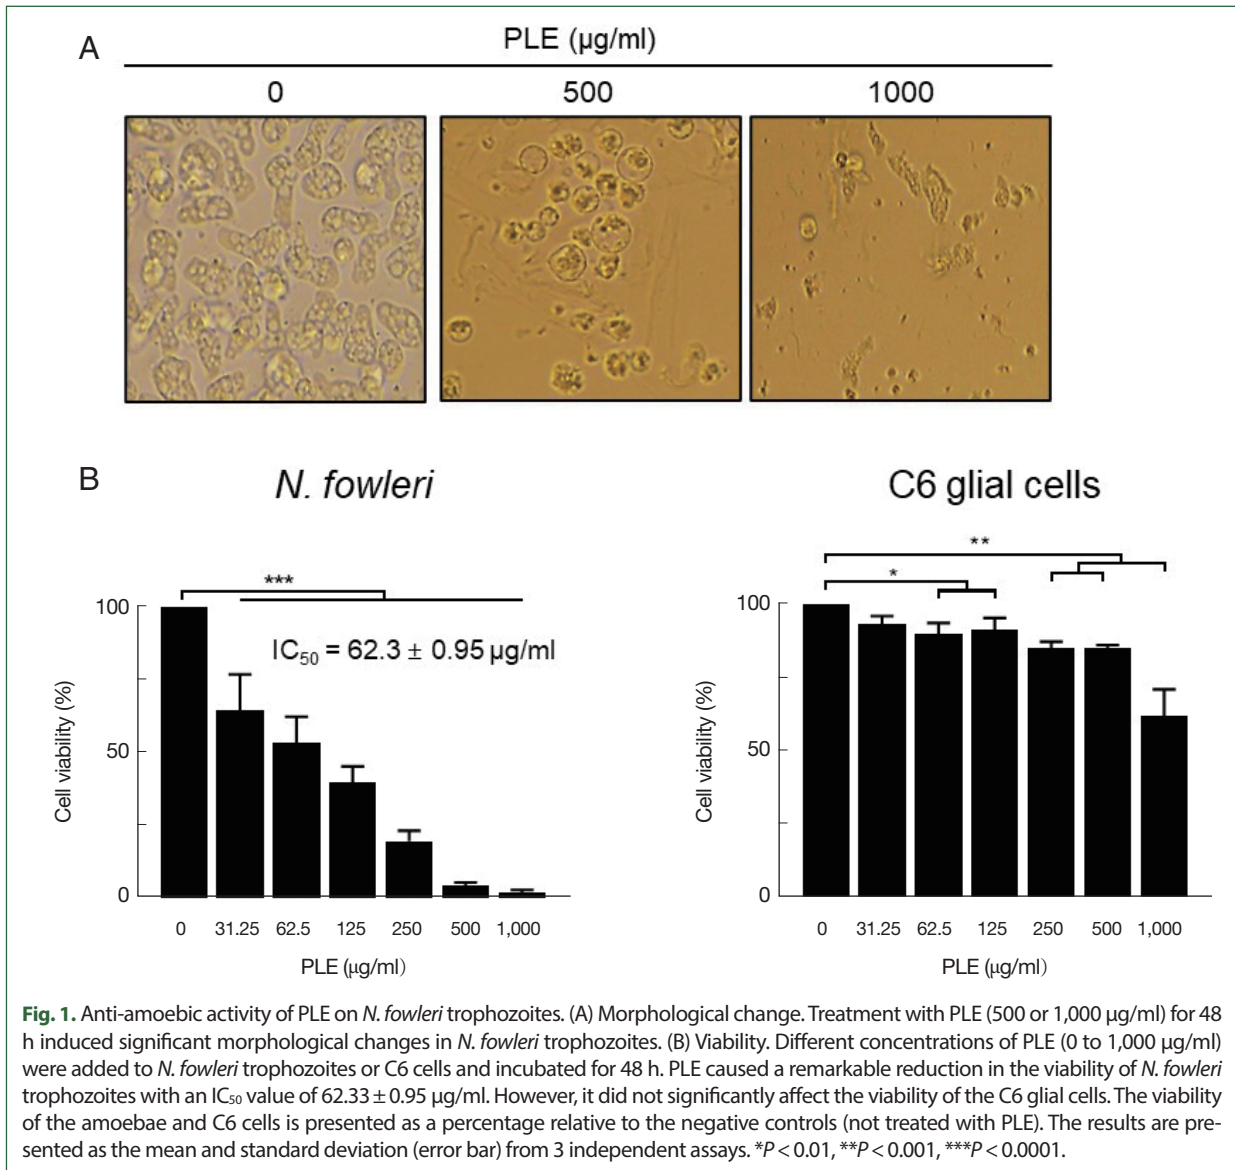 A
PLE (µg/ml)
0 500 1000
B
N. fowleri
C6 glial cells
***
IC50 = 62.3 ± 0.95 µg/ml
**
*
Cell viability (%)
100
50
0
0 31.25 62.5 125 250 500 1,000
PLE (µg/ml)
Cell viability (%)
100
50
0
0 31.25 62.5 125 250 500 1,000
PLE (µg/ml)
Fig. 1. Anti-amoebic activity of PLE on N. fowleri trophozoites. (A) Morphological change. Treatment with PLE (500 or 1,000 µg/ml) for 48
h induced significant morphological changes in N. fowleri trophozoites. (B) Viability. Different concentrations of PLE (0 to 1,000 µg/ml)
were added to N. fowleri trophozoites or C6 cells and incubated for 48 h. PLE caused a remarkable reduction in the viability of N. fowleri
trophozoites with an IC50 value of 62.33 ± 0.95 µg/ml. However, it did not significantly affect the viability of the C6 glial cells. The viability
of the amoebae and C6 cells is presented as a percentage relative to the negative controls (not treated with PLE). The results are pre-
sented as the mean and standard deviation (error bar) from 3 independent assays. *P < 0.01, **P < 0.001, ***P < 0.0001.